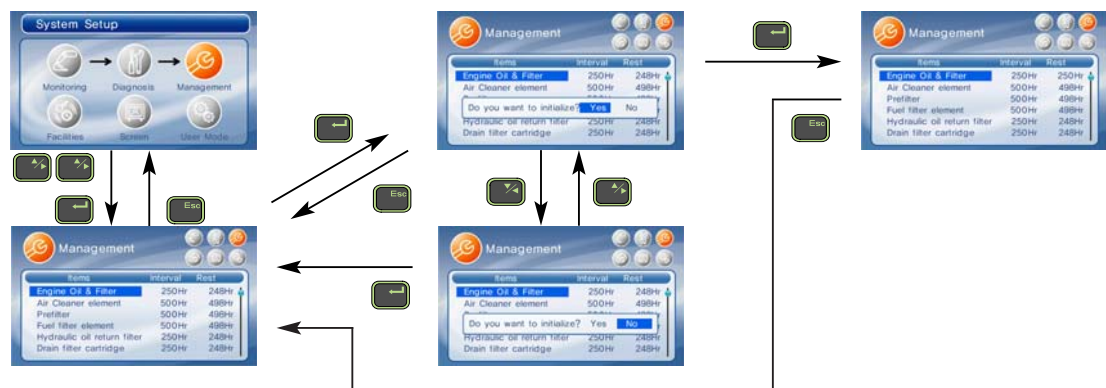 System Setup
Monitoring Diagnosis Management
Facilities Screen User Mode
Esc
Management
Items Interval Rest
Engine Oil & Filter 250Hr 248Hr
Air Cleaner element 500Hr 498Hr
Prefilter 500Hr 498Hr
Fuel filter element 500Hr 498Hr
Hydraulic oil return filter 250Hr 248Hr
Drain filter cartridge 250Hr 248Hr
Esc
Management
Items Interval Rest
Engine Oil & Filter 250Hr 248Hr
Air Cleaner element 500Hr 498Hr
Do you want to initialize? Yes No
Hydraulic oil return filter 250Hr 248Hr
Drain filter cartridge 250Hr 248Hr
Management
Items Interval Rest
Engine Oil & Filter 250Hr 248Hr
Air Cleaner element 500Hr 498Hr
Do you want to initialize? Yes No
Hydraulic oil return filter 250Hr 248Hr
Drain filter cartridge 250Hr 248Hr
Management
Items Interval Rest
Engine Oil & Filter 250Hr 250Hr
Air Cleaner element 500Hr 498Hr
Prefilter 500Hr 498Hr
Fuel filter element 500Hr 498Hr
Hydraulic oil return filter 250Hr 248Hr
Drain filter cartridge 250Hr 248Hr
Esc